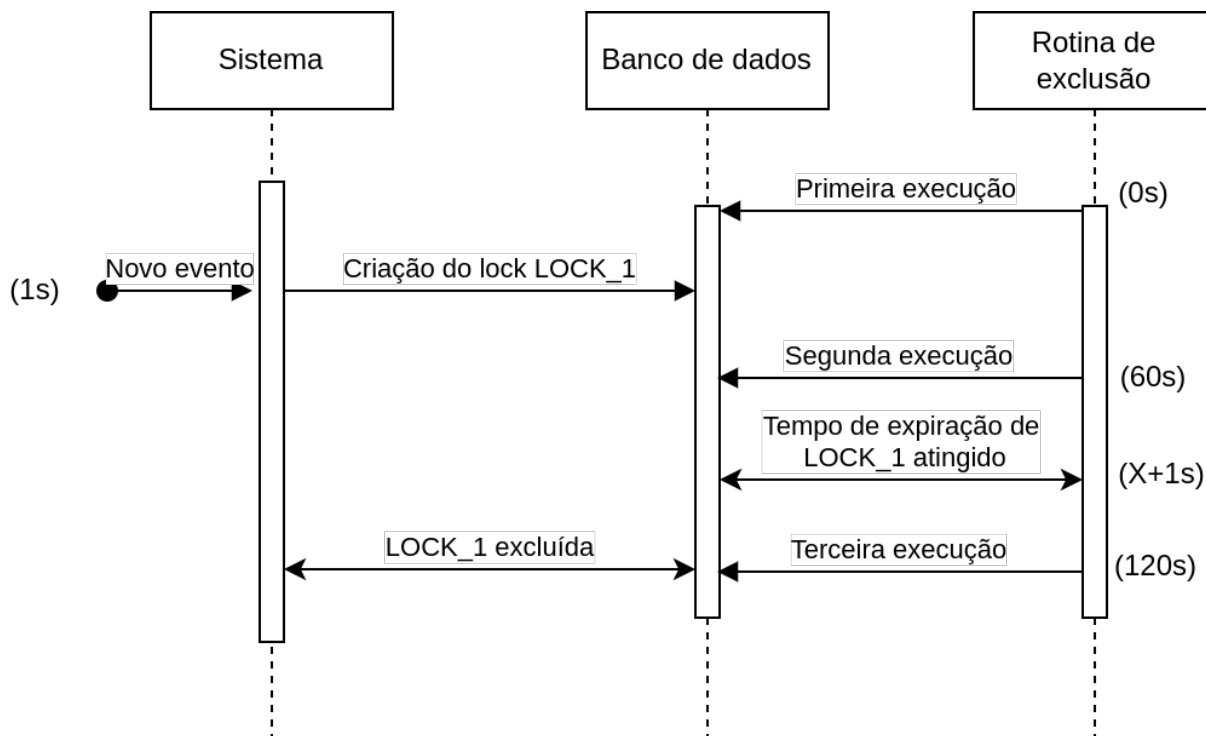 Sistema
Banco de dados
Rotina de
exclusão
Primeira execução
(0s)
(1s)
Novo evento
Criação do lock LOCK_1
Segunda execução
(60s)
Tempo de expiração de
LOCK_1 atingido
(X+1s)
LOCK_1 excluída
Terceira execução
(120s)